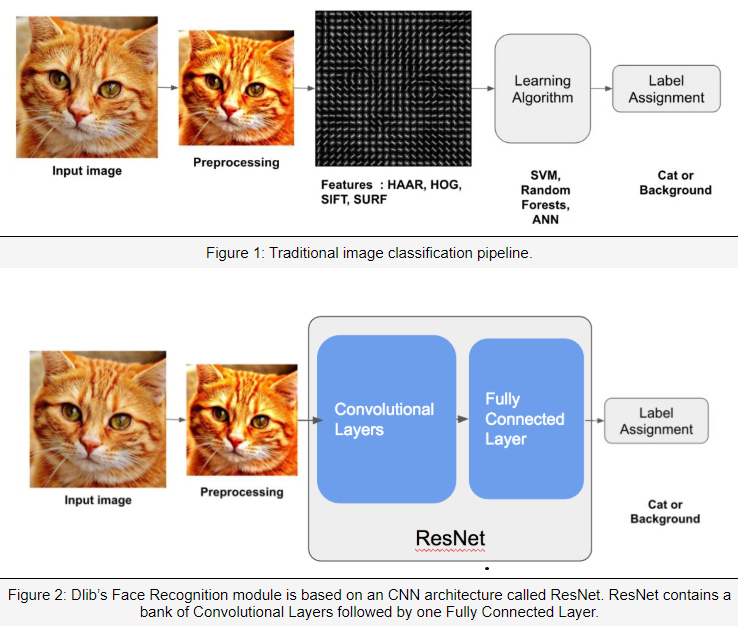 Input image
Preprocessing
Features : HAAR, HOG,
SIFT, SURF
Learning
Algorithm
SVM,
Random
Forests,
ANN
Label
Assignment
Cat or
Background
Figure 1: Traditional image classification pipeline.
Input image
Preprocessing
Convolutional
Layers
Fully
Connected
Layer
ResNet
Label
Assignment
Cat or
Background
Figure 2: Dlib's Face Recognition module is based on an CNN architecture called ResNet. ResNet contains a
bank of Convolutional Layers followed by one Fully Connected Layer.